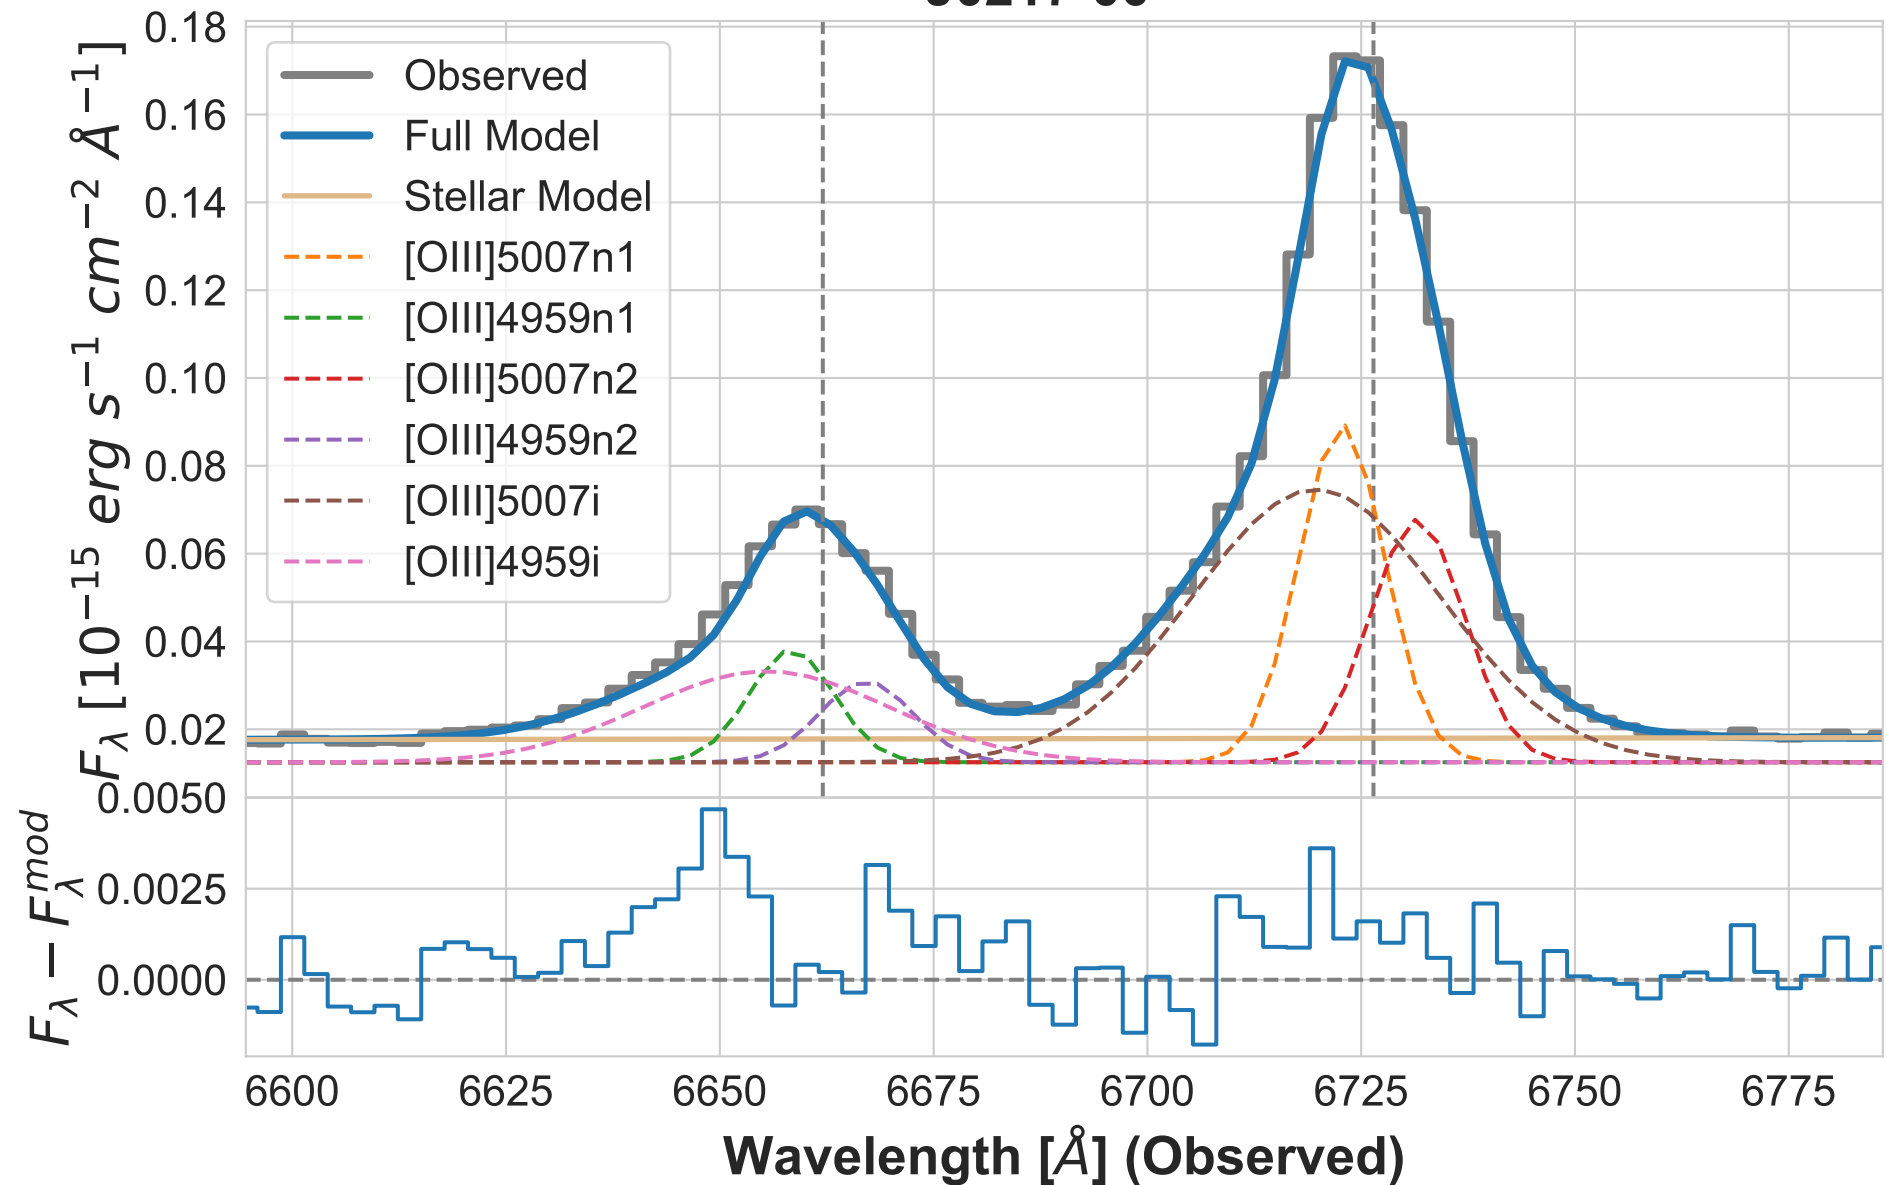 0.18
0.16
0.14
0.12
0.10
0.08
0.06
0.04
0.02
F_λ [10^−15 erg s^−1 cm^−2 Å^−1]
Observed
Full Model
Stellar Model
[OIII]5007n1
[OIII]4959n1
[OIII]5007n2
[OIII]4959n2
[OIII]5007i
[OIII]4959i
0.0050
0.0025
0.0000
F_λ − F_λ^mod
6600 6625 6650 6675 6700 6725 6750 6775
Wavelength [Å] (Observed)